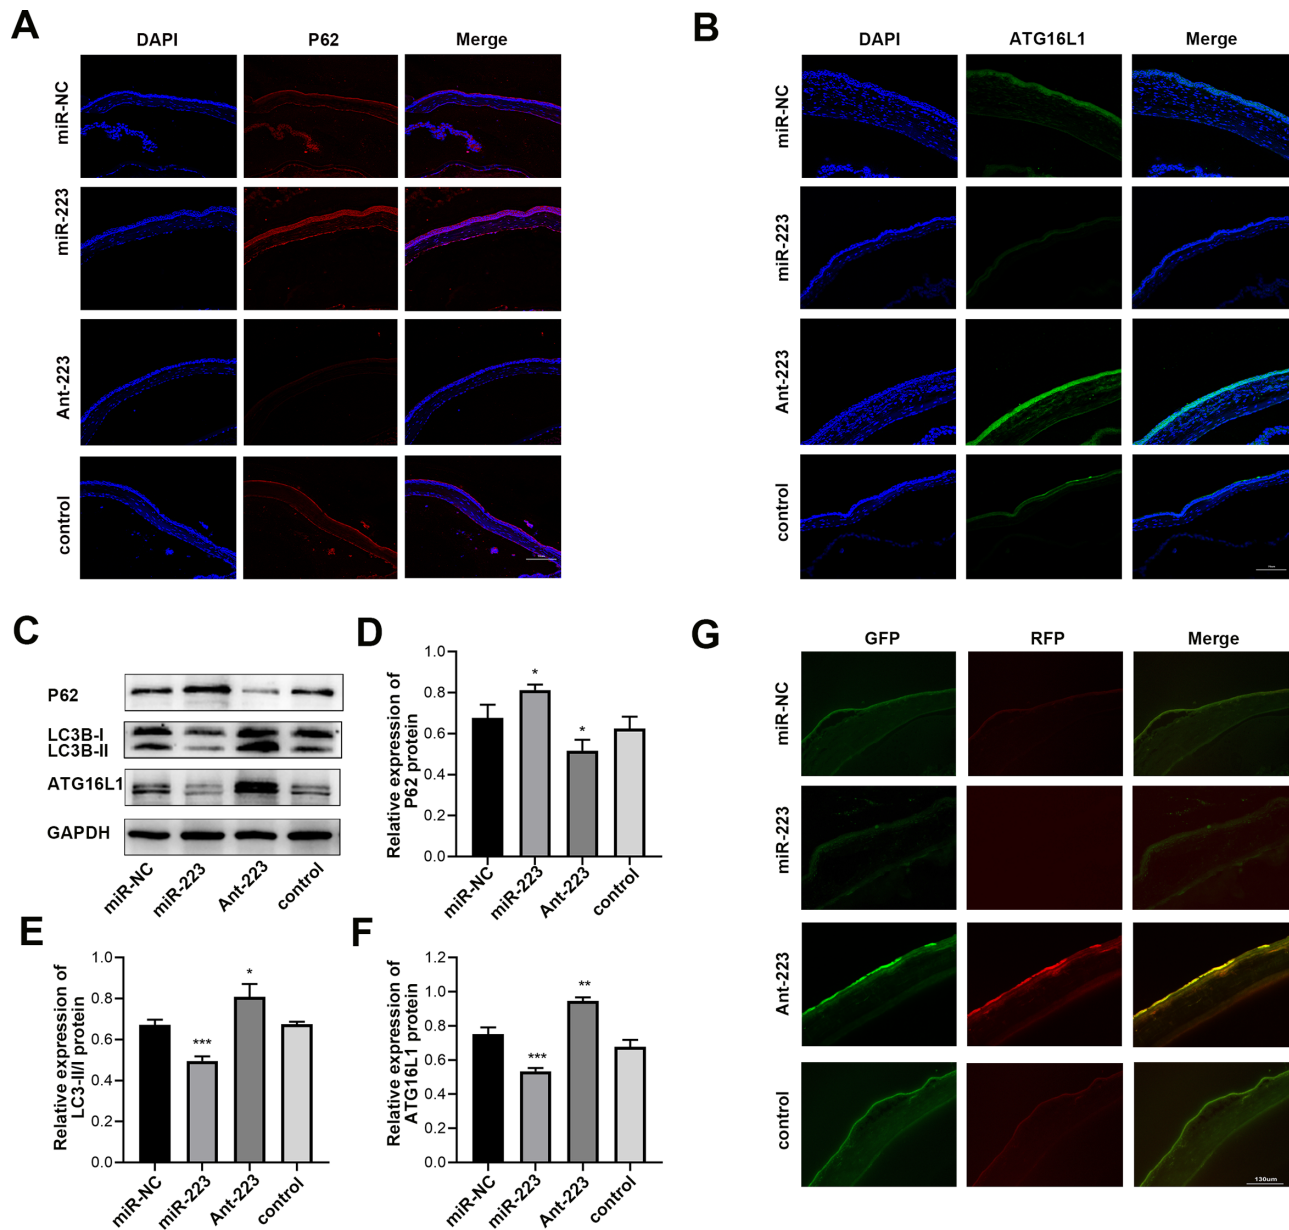 A
DAPI
P62
Merge
miR-NC
miR-223
Ant-223
control
B
DAPI
ATG16L1
Merge
miR-NC
miR-223
Ant-223
control
C
P62
LC3B-I
LC3B-II
ATG16L1
GAPDH
miR-NC
miR-223
Ant-223
control
D
Relative expression of
P62 protein
1.0
0.8
0.6
0.4
0.2
0.0
*
*
miR-NC
miR-223
Ant-223
control
E
Relative expression of
LC3-II/I protein
1.0
0.8
0.6
0.4
0.2
0.0
***
*
miR-NC
miR-223
Ant-223
control
F
Relative expression of
ATG16L1 protein
1.2
1.0
0.8
0.6
0.4
0.2
0.0
***
**
miR-NC
miR-223
Ant-223
control
G
GFP
RFP
Merge
miR-NC
miR-223
Ant-223
control
130um